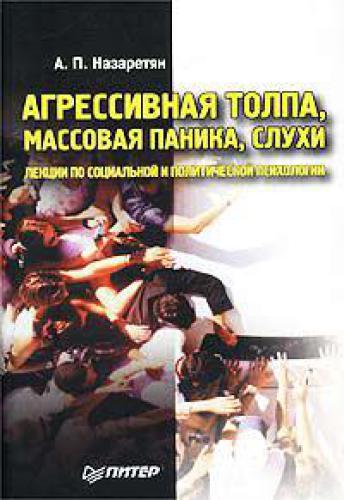 А. П. Назаретян
АГРЕССИВНАЯ ТОЛПА,
МАССОВАЯ ПАНИКА, СЛУХИ
ЛЕКЦИИ ПО СОЦИАЛЬНОЙ И ПОЛИТИЧЕСКОЙ ПСИХОЛОГИИ
ПИТЕР